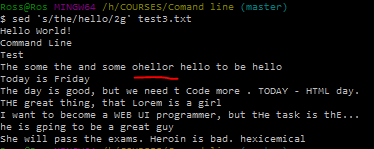 Ross@Ros MINGW64 /h/COURSES/Comand line (master)
$ sed 's/the/hello/2g' test3.txt
Hello World!
Command Line
Test
The some the and some ohellor hello to be hello
Today is Friday
The day is good, but we need t Code more . TODAY - HTML day.
THE great thing, that Lorem is a girl
I want to become a WEB UI programmer, but tHe task is thE...
he is gping to be a great guy
She will pass the exams. Heroin is bad. hexicemical